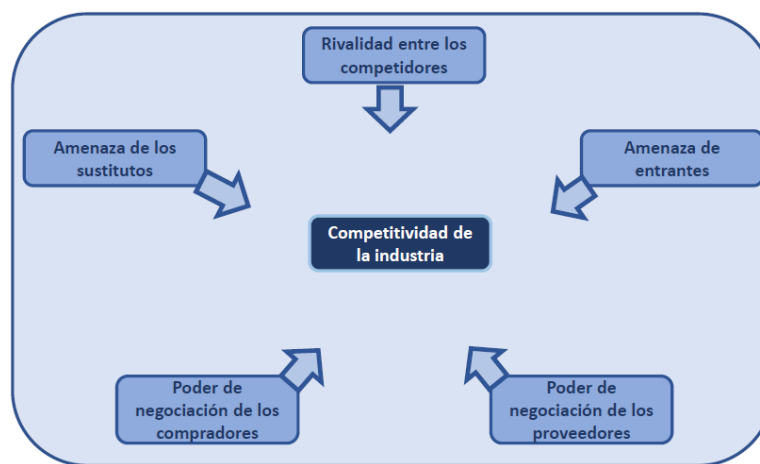 Rivalidad entre los
competidores
Amenaza de los
sustitutos
Amenaza de
entrantes
Competitividad de
la industria
Poder de
negociación de los
compradores
Poder de
negociación de los
proveedores